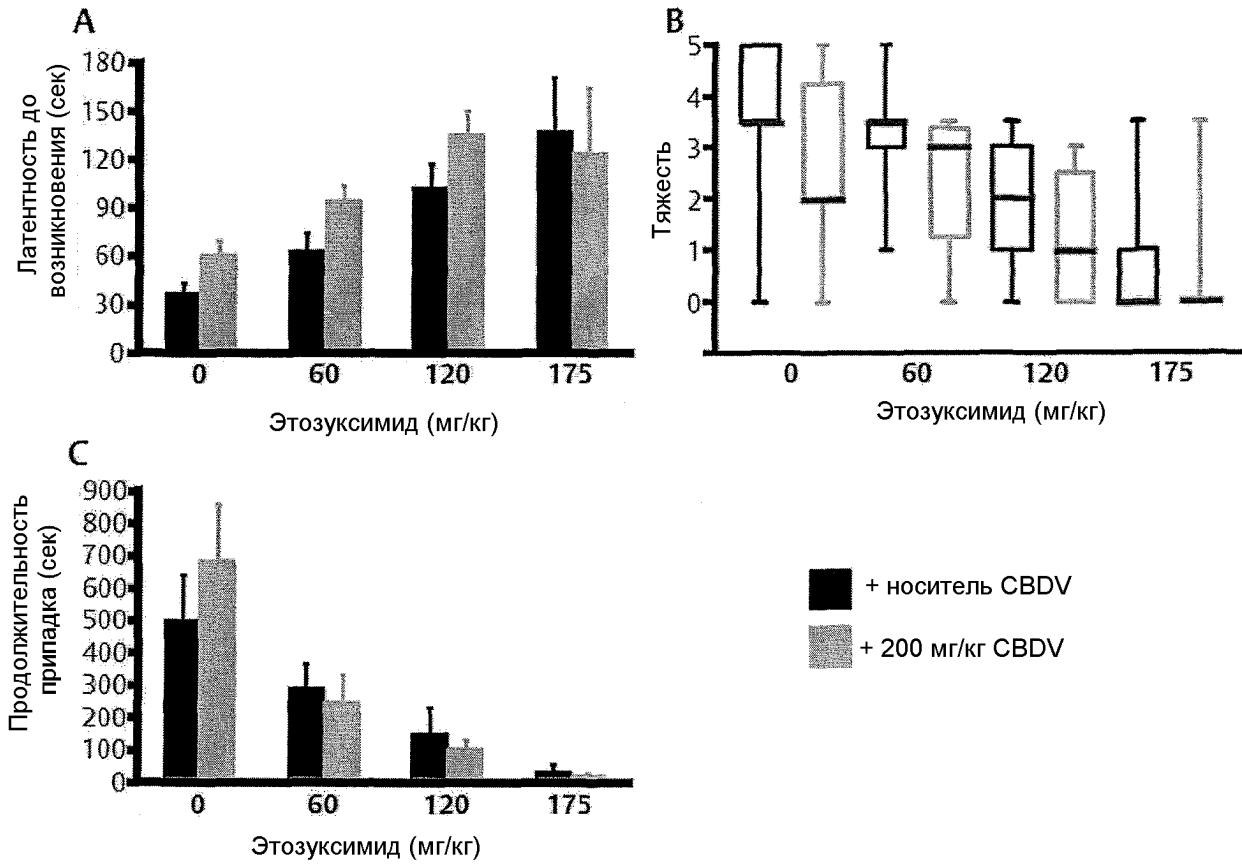 A
Латентность до
возникновения (сек)
180
150
120
90
60
30
0
0 60 120 175
Этозуксимид (мг/кг)
B
Тяжесть
5
4
3
2
1
0
0 60 120 175
Этозуксимид (мг/кг)
C
Продолжительность
припадка (сек)
900
800
700
600
500
400
300
200
100
0
0 60 120 175
Этозуксимид (мг/кг)
+ носитель CBDV
+ 200 мг/кг CBDV